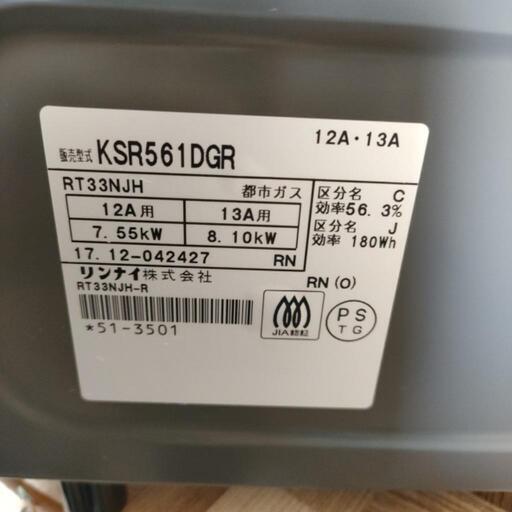 12A・13A
販売型式 KSR561DGR
RT33NJH 都市ガス
12A用 13A用
7.55kW 8.10kW
17.12-042427 RN
リンナイ株式会社
RT33NJH-R
*51-3501
区分名 C
効率56.3%
区分名 J
効率 180Wh
RN(O)
JIA認証
PS
TG